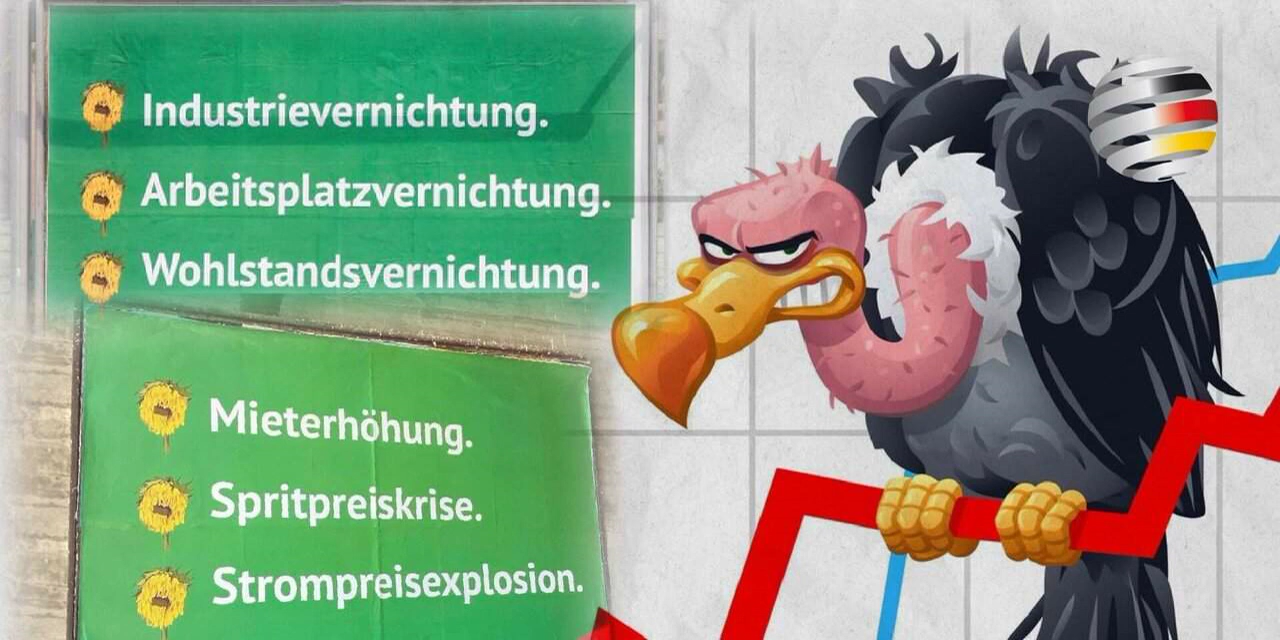 Industrievernichtung.
Arbeitsplatzvernichtung.
Wohlstandsvernichtung.
Mieterhöhung.
Spritpreiskrise.
Strompreisexplosion.